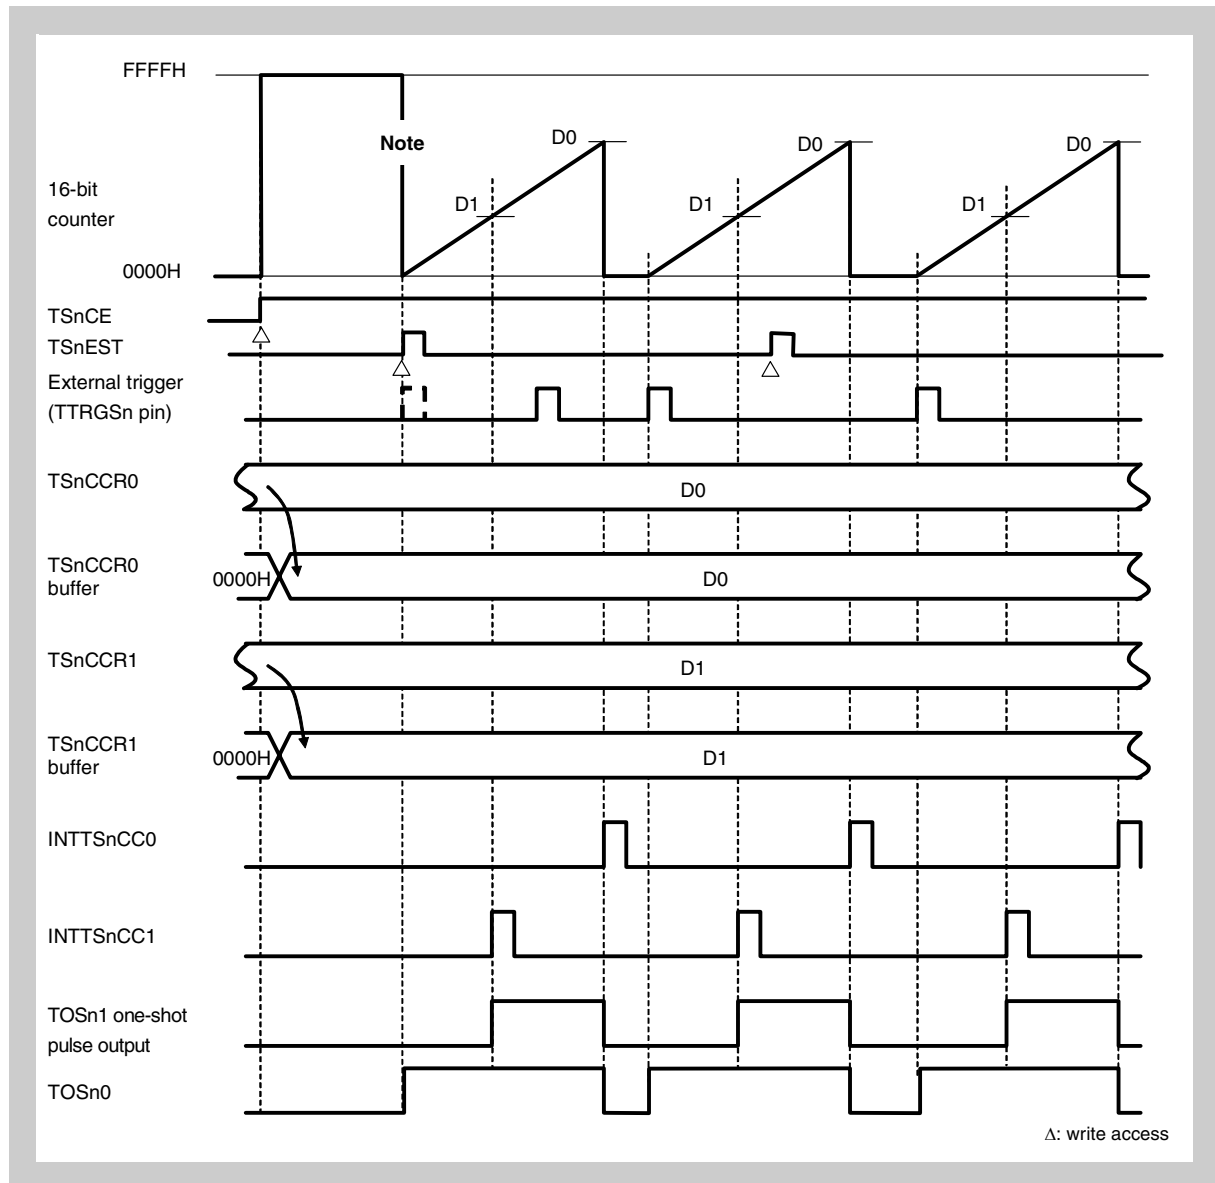 FFFFH
Note
D0
D0
D0
16-bit
counter
D1
D1
D1
0000H
TSnCE
TSnEST
External trigger
(TTRGSn pin)
TSnCCR0
D0
TSnCCR0
buffer
0000H
D0
TSnCCR1
D1
TSnCCR1
buffer
0000H
D1
INTTSnCC0
INTTSnCC1
TOSn1 one-shot
pulse output
TOSn0
Δ: write access